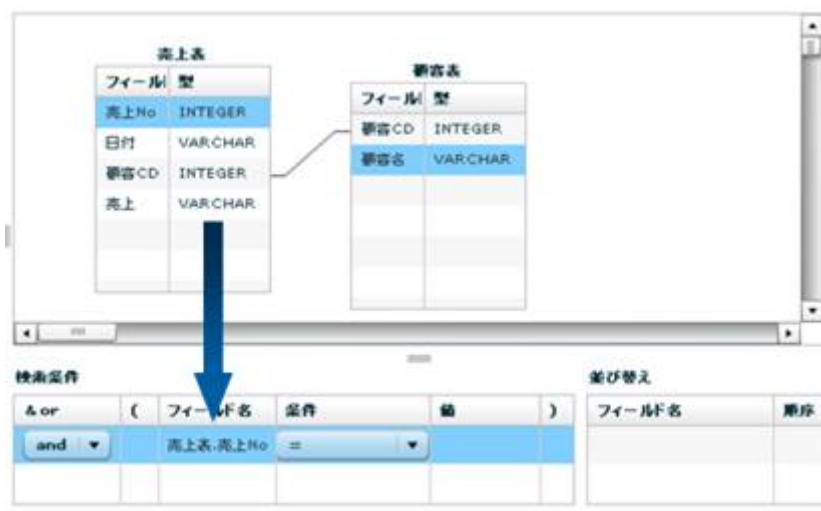 売上表
フィール 型
売上No INTEGER
日付 VARCHAR
顧客CD INTEGER
売上 VARCHAR
顧客表
フィール 型
顧客CD INTEGER
顧客名 VARCHAR
検索条件
& or ( フィールド名 条件 値 )
and 売上表.売上No =
並び替え
フィールド名 順序